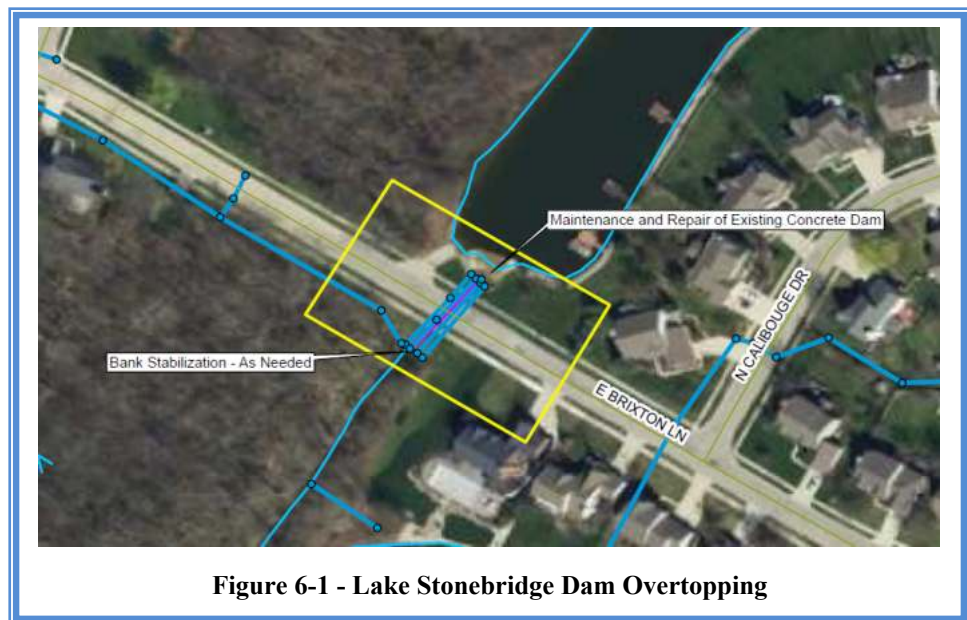 Maintenance and Repair of Existing Concrete Dam
Bank Stabilization - As Needed
E BRIXTON LN
N CALIBOUGE DR
Figure 6-1 - Lake Stonebridge Dam Overtopping